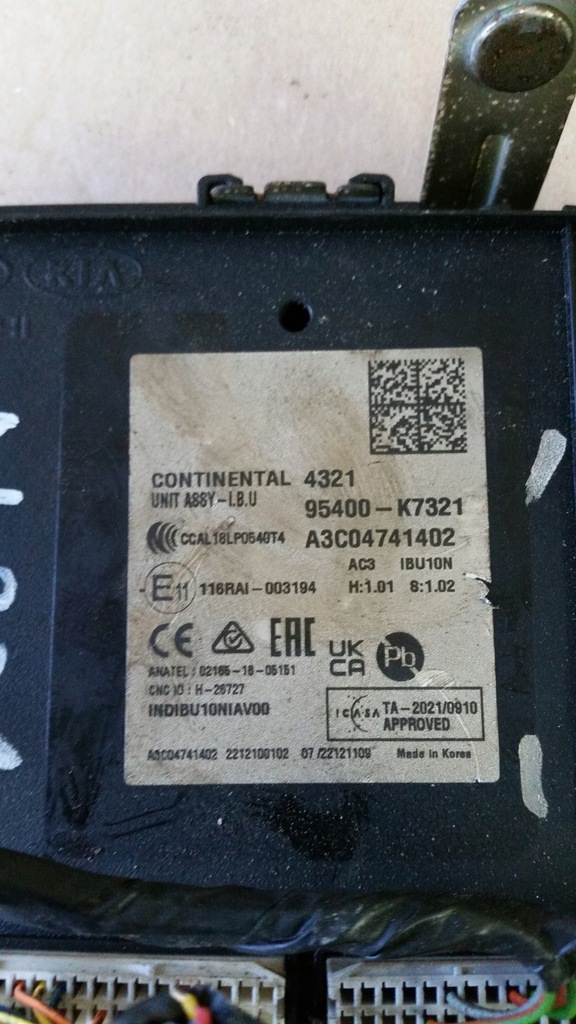 KIA
CONTINENTAL 4321
UNIT ASSY-I.B.U 95400-K7321
CCAL18LP0540T4 A3C04741402
AC3 IBU10N
E11 116RAI-003194 H:1.01 S:1.02
CE EAC UK CA Pb
ANATEL: 02165-18-05151
CNC ID: H-26727
INDIBU10NIAV00
ICASA TA-2021/0910
APPROVED
A3C04741402 2212100102 07/22121109 Made in Korea